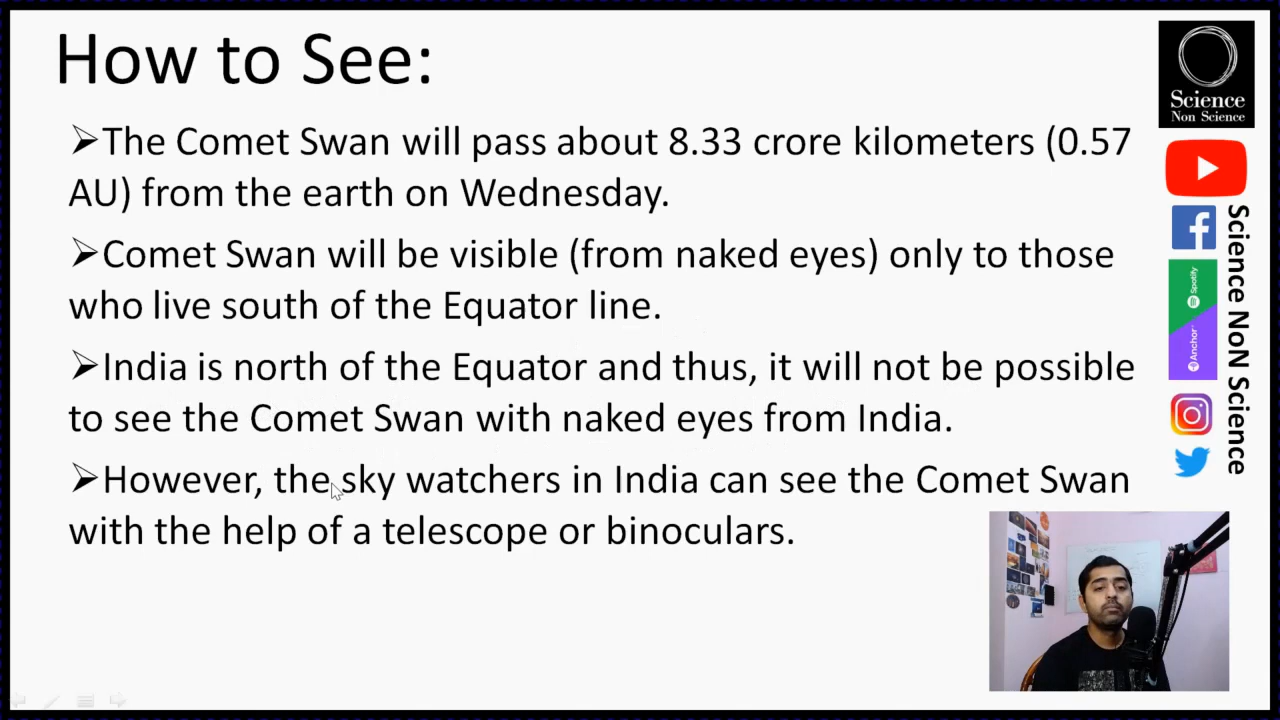 How to See:
➢The Comet Swan will pass about 8.33 crore kilometers (0.57
AU) from the earth on Wednesday.
➢Comet Swan will be visible (from naked eyes) only to those
who live south of the Equator line.
➢India is north of the Equator and thus, it will not be possible
to see the Comet Swan with naked eyes from India.
➢However, the sky watchers in India can see the Comet Swan
with the help of a telescope or binoculars.
Science
Non Science
Spotify
Anchor
Science NoN Science